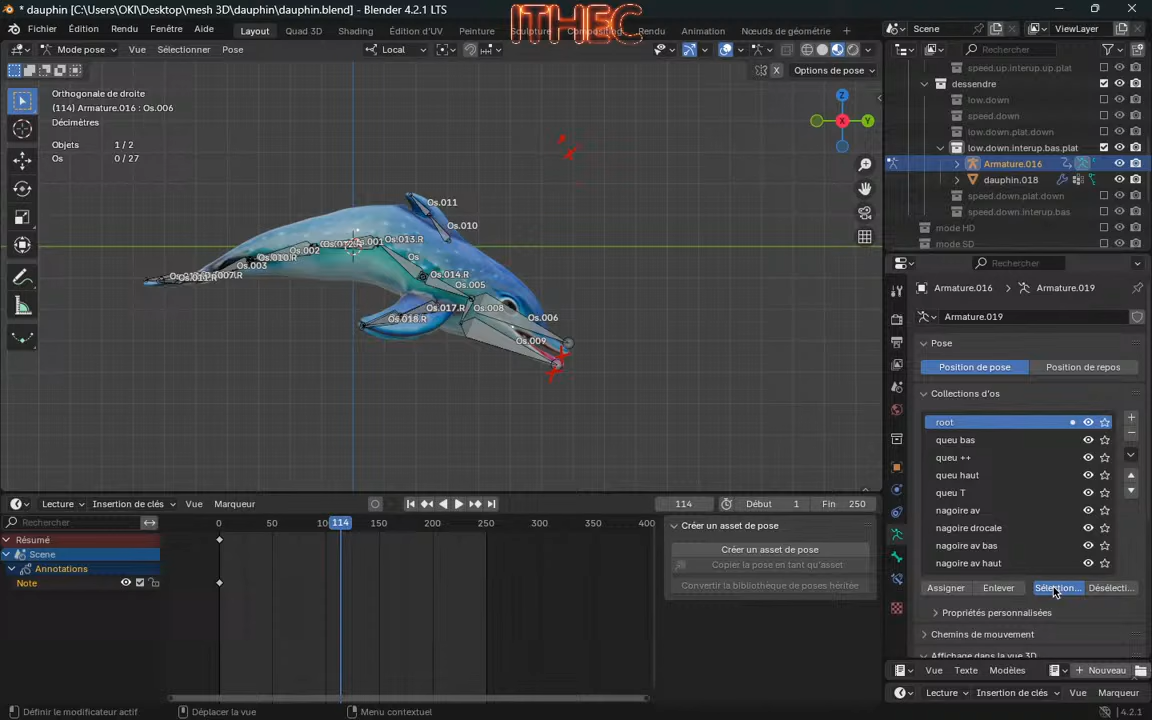 * dauphin [C:\Users\OKI\Desktop\mesh 3D\dauphin\dauphin.blend] - Blender 4.2.1 LTS
ITHEC
Fichier Édition Rendu Fenêtre Aide Layout Quad 3D Shading Édition d'UV Rendu Animation Nœuds de géométrie +
Scene ViewLayer
Mode pose Vue Sélectionner Pose Local
Rechercher
X Options de pose
Orthogonale de droite
(114) Armature.016 : Os.006
Décimètres
Objets 1 / 2
Os 0 / 27
Z
X
Y
Os.011
Os.010
Os.013.R
Os.002
Os
Os.003
Os.014.R
Os.005
Os.017.R
Os.008
Os.018.R
Os.006
Os.009
speed.up.interup.up.plat
dessendre
low.down
speed.down
low.down.plat.down
low.down.interup.bas.plat
Armature.016
dauphin.018
speed.down.plat.down
speed.down.interup.bas
mode HD
mode SD
Rechercher
Armature.016 Armature.019
Armature.019
Pose
Position de pose Position de repos
Collections d'os
root
queu bas
queu ++
queu haut
queu T
nagoire av
nagoire drocale
nagoire av bas
nagoire av haut
Assigner Enlever Sélection... Désélecti...
Propriétés personnalisées
Chemins de mouvement
Affichage dans la vue 3D
Vue Texte Modèles + Nouveau
Lecture Insertion de clés Vue Marqueur
Lecture Insertion de clés Vue Marqueur 114 Début 1 Fin 250
Rechercher
0 50 114 150 200 250 300 350 400
Résumé
Scene
Annotations
Note
Créer un asset de pose
Créer un asset de pose
Copier la pose en tant qu'asset
Convertir la bibliothèque de poses héritée
Définir le modificateur actif Déplacer la vue Menu contextuel 4.2.1